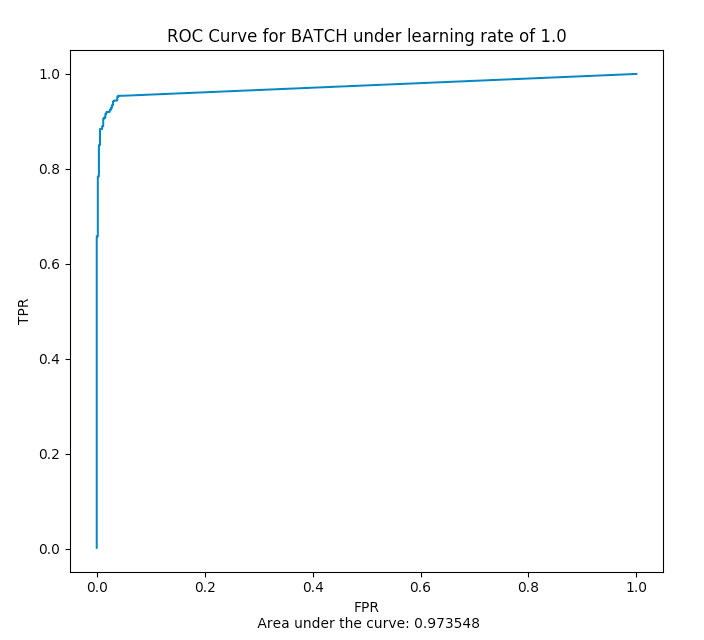 ROC Curve for BATCH under learning rate of 1.0
1.0
0.8
0.6
0.4
0.2
0.0
TPR
0.0 0.2 0.4 0.6 0.8 1.0
FPR
Area under the curve: 0.973548